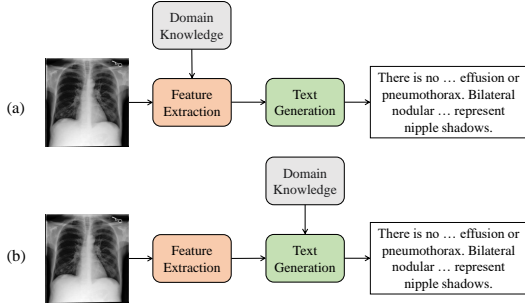 Domain
Knowledge
(a)
Feature
Extraction
Text
Generation
There is no … effusion or
pneumothorax. Bilateral
nodular … represent
nipple shadows.
Domain
Knowledge
(b)
Feature
Extraction
Text
Generation
There is no … effusion or
pneumothorax. Bilateral
nodular … represent
nipple shadows.